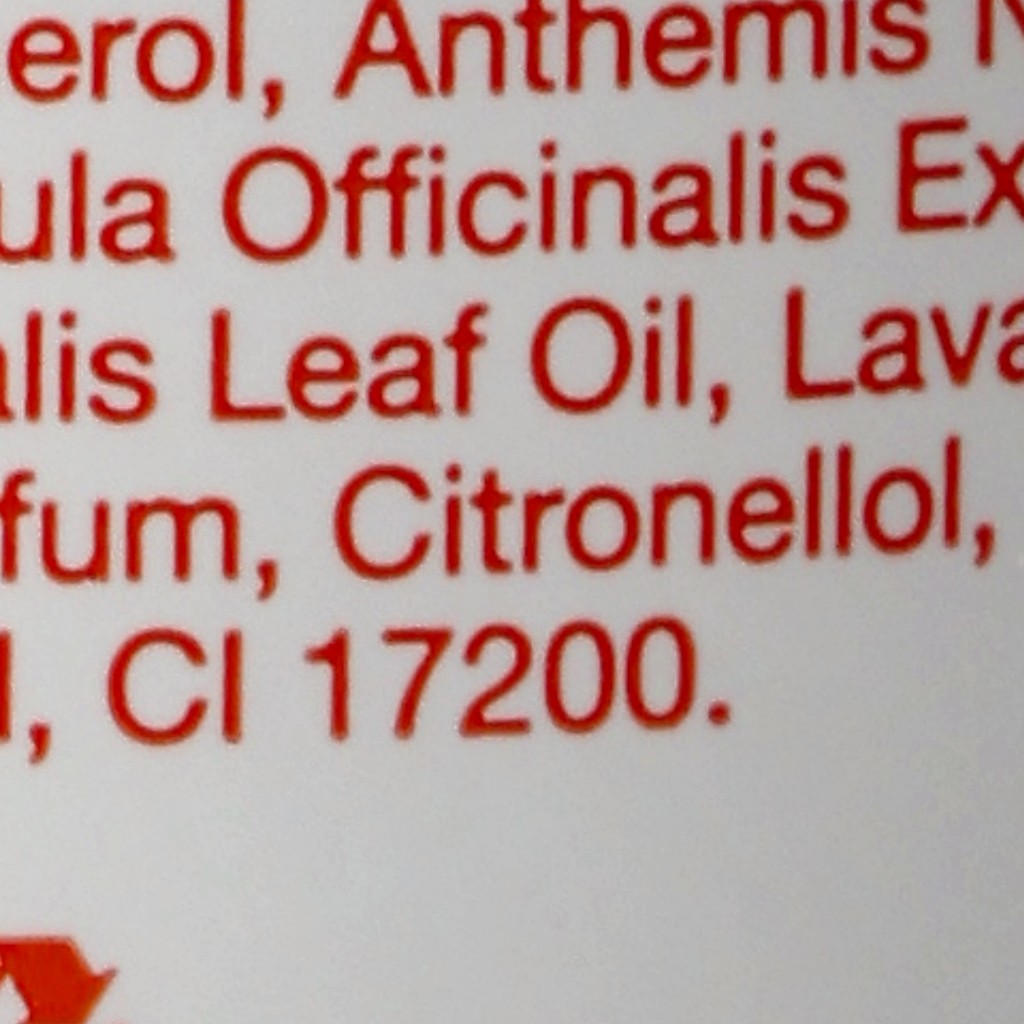 erol, Anthemis N
ula Officinalis Ex
alis Leaf Oil, Lava
fum, Citronellol,
l, CI 17200.